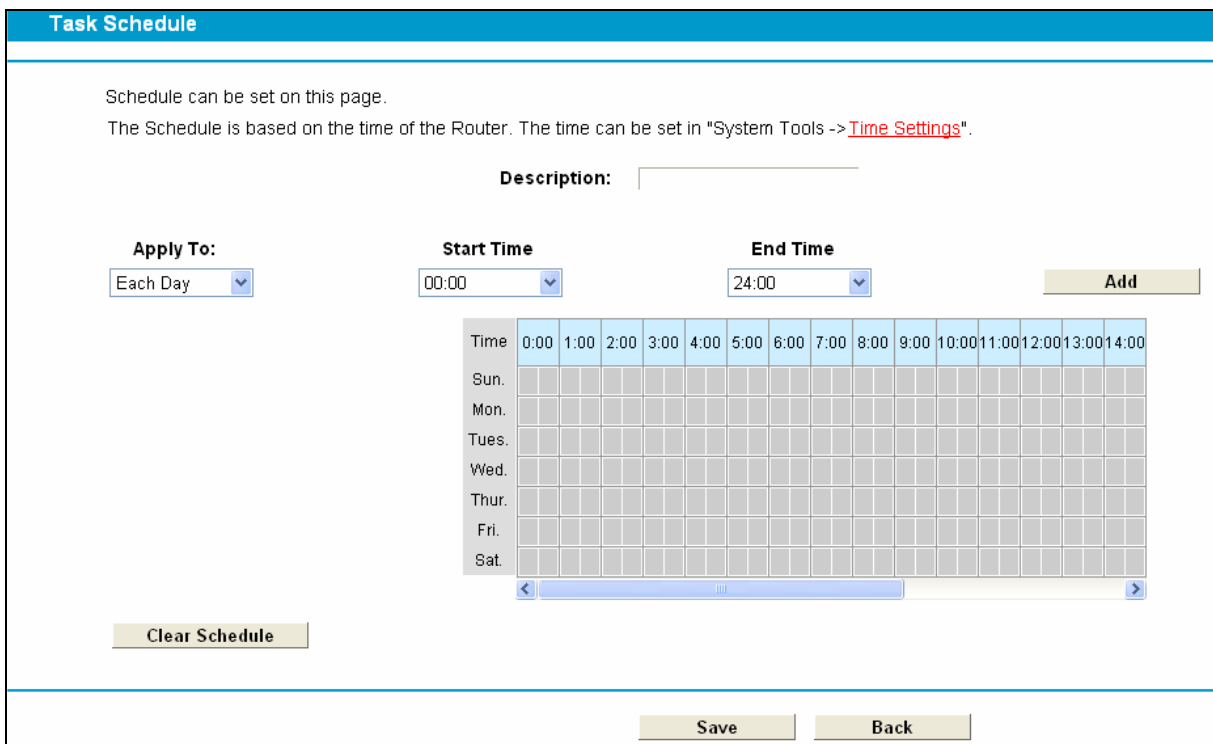 Task Schedule
Schedule can be set on this page.
The Schedule is based on the time of the Router. The time can be set in "System Tools ->Time Settings".
Description:
Apply To: Start Time End Time
Each Day 00:00 24:00 Add
Time 0:00 1:00 2:00 3:00 4:00 5:00 6:00 7:00 8:00 9:00 10:00 11:00 12:00 13:00 14:00
Sun.
Mon.
Tues.
Wed.
Thur.
Fri.
Sat.
Clear Schedule
Save Back